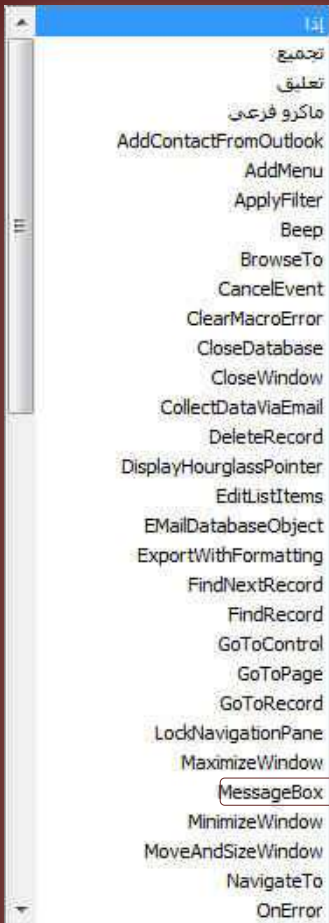 إذا
تجميع
تعليق
ماكرو فرعي
AddContactFromOutlook
AddMenu
ApplyFilter
Beep
BrowseTo
CancelEvent
ClearMacroError
CloseDatabase
CloseWindow
CollectDataViaEmail
DeleteRecord
DisplayHourglassPointer
EditListItems
EMailDatabaseObject
ExportWithFormatting
FindNextRecord
FindRecord
GoToControl
GoToPage
GoToRecord
LockNavigationPane
MaximizeWindow
MessageBox
MinimizeWindow
MoveAndSizeWindow
NavigateTo
OnError